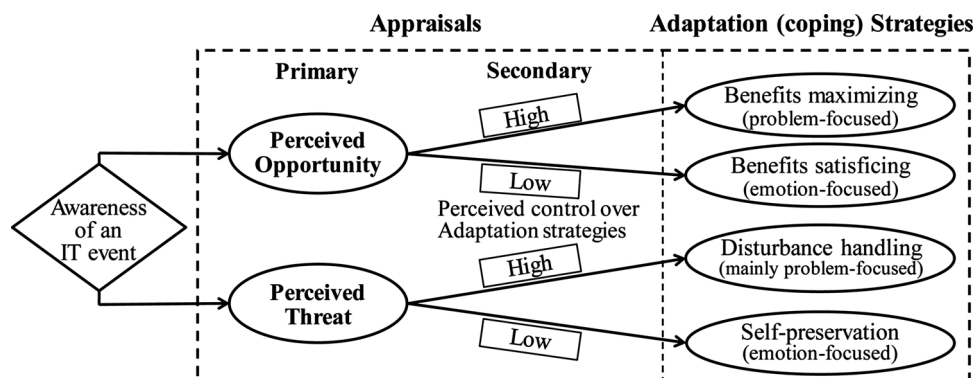 Appraisals
Adaptation (coping) Strategies
Primary
Secondary
Awareness
of an
IT event
Perceived
Opportunity
High
Low
Perceived control over
Adaptation strategies
Perceived
Threat
High
Low
Benefits maximizing
(problem-focused)
Benefits satisficing
(emotion-focused)
Disturbance handling
(mainly problem-focused)
Self-preservation
(emotion-focused)